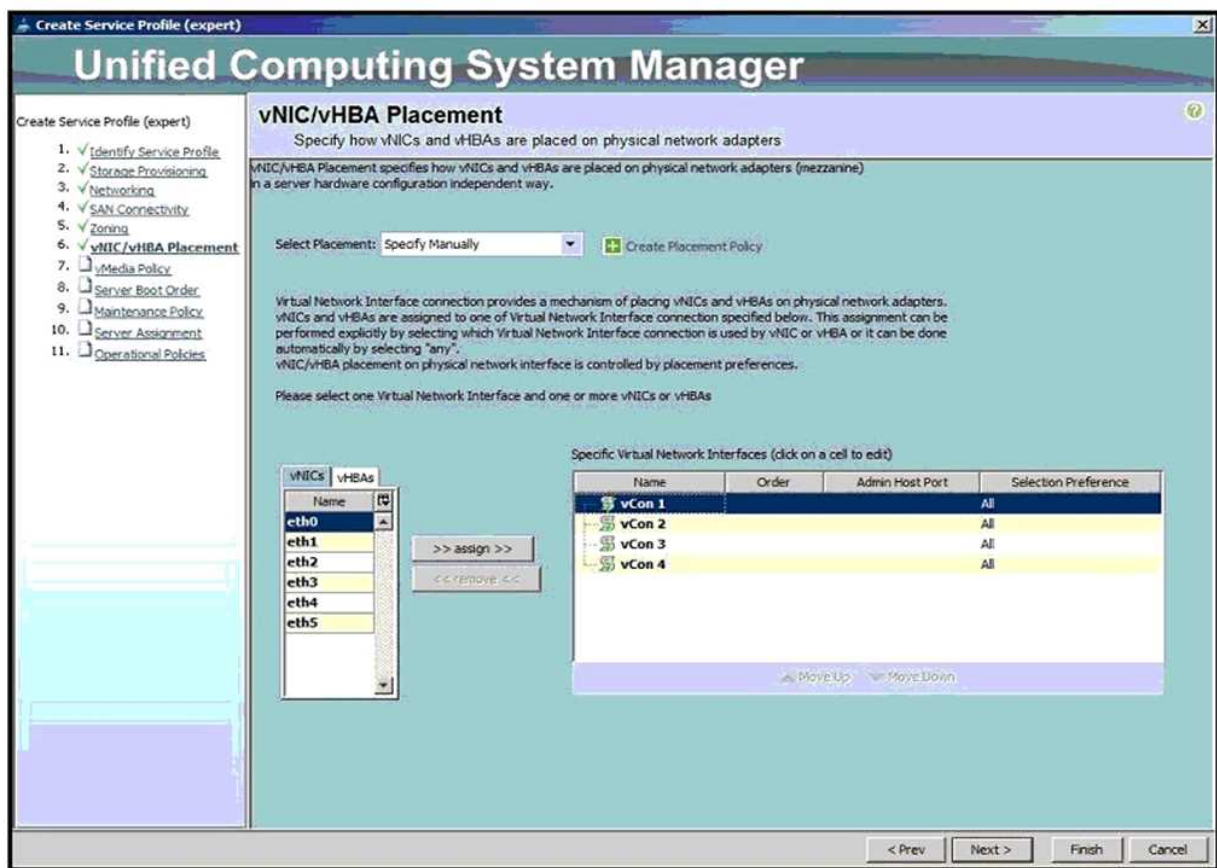 Create Service Profile (expert)
Unified Computing System Manager
Create Service Profile (expert)
1. Identify Service Profile
2. Storage Provisioning
3. Networking
4. SAN Connectivity
5. Zoning
6. vNIC/vHBA Placement
7. vMedia Policy
8. Server Boot Order
9. Maintenance Policy
10. Server Assignment
11. Operational Policies
vNIC/vHBA Placement
Specify how vNICs and vHBAs are placed on physical network adapters
vNIC/vHBA Placement specifies how vNICs and vHBAs are placed on physical network adapters (mezzanine)
in a server hardware configuration independent way.
Select Placement: Specify Manually
Create Placement Policy
Virtual Network Interface connection provides a mechanism of placing vNICs and vHBAs on physical network adapters.
vNICs and vHBAs are assigned to one of Virtual Network Interface connection specified below. This assignment can be
performed explicitly by selecting which Virtual Network Interface connection is used by vNIC or vHBA or it can be done
automatically by selecting "any".
vNIC/vHBA placement on physical network interface is controlled by placement preferences.
Please select one Virtual Network Interface and one or more vNICs or vHBAs
vNICs vHBAs
Name
eth0
eth1
eth2
eth3
eth4
eth5
>> assign >>
<< remove <<
Specific Virtual Network Interfaces (click on a cell to edit)
Name Order Admin Host Port Selection Preference
vCon 1 All
vCon 2 All
vCon 3 All
vCon 4 All
Move Up Move Down
< Prev Next > Finish Cancel